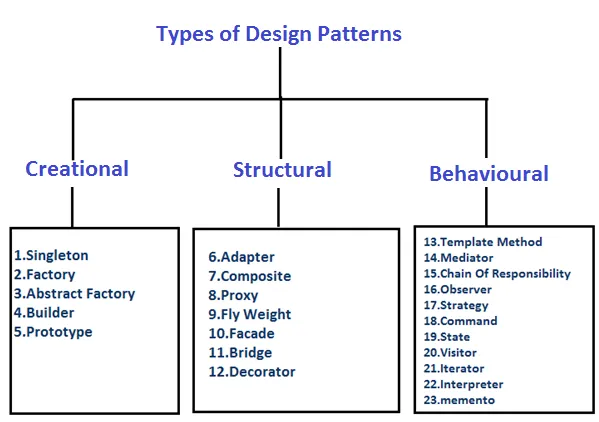 Types of Design Patterns
Creational
Structural
Behavioural
1.Singleton
2.Factory
3.Abstract Factory
4.Builder
5.Prototype
6.Adapter
7.Composite
8.Proxy
9.Fly Weight
10.Facade
11.Bridge
12.Decorator
13.Template Method
14.Mediator
15.Chain Of Responsibility
16.Observer
17.Strategy
18.Command
19.State
20.Visitor
21.Iterator
22.Interpreter
23.memento